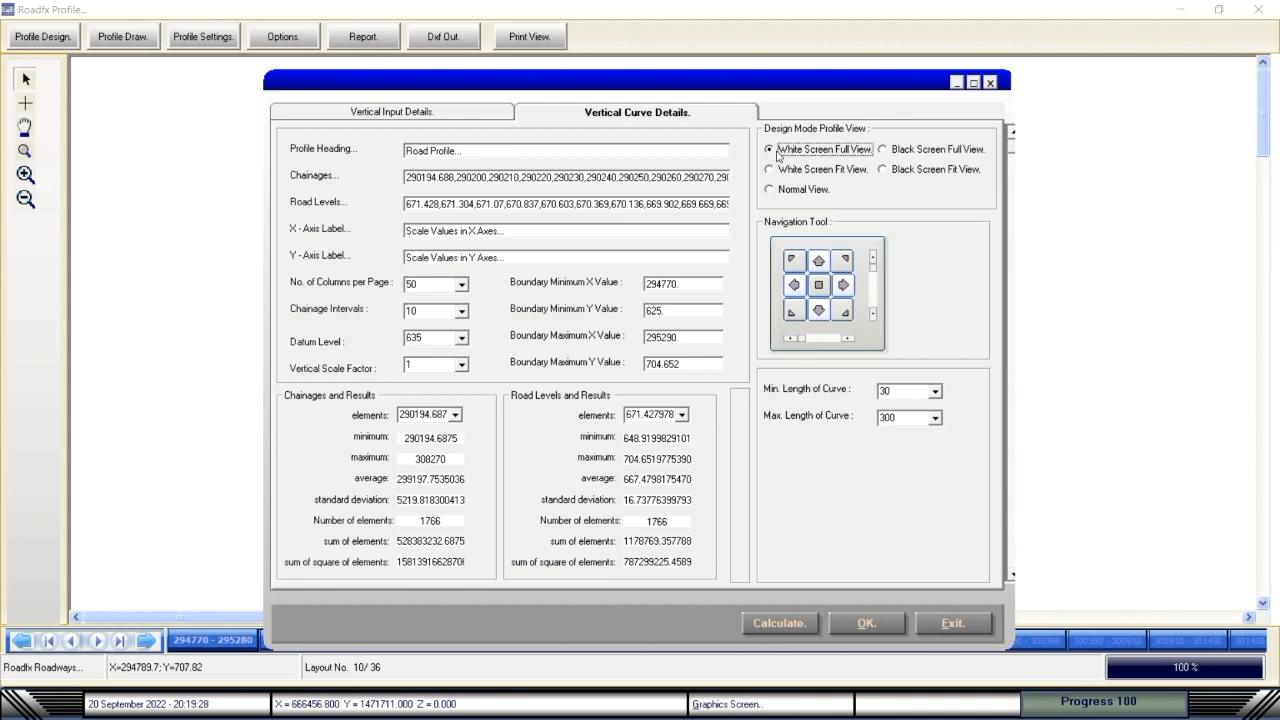 Roadfx Profile...
Profile Design.
Profile Draw.
Profile Settings.
Options.
Report.
Dxf Out.
Print View.
Vertical Input Details.
Vertical Curve Details.
Profile Heading... Road Profile...
Chainages... 290194.688,290200,290210,290220,290230,290240,290250,290260,290270,290
Road Levels... 671.428,671.304,671.07,670.837,670.603,670.369,670.136,669.902,669.669,669
X - Axis Label... Scale Values in X Axes...
Y - Axis Label... Scale Values in Y Axes...
No. of Columns per Page : 50
Boundary Minimum X Value : 294770.
Chainage Intervals : 10
Boundary Minimum Y Value : 625.
Datum Level : 635
Boundary Maximum X Value : 295290.
Vertical Scale Factor : 1
Boundary Maximum Y Value : 704.652
Chainages and Results
elements: 290194.687
minimum: 290194.6875
maximum: 308270
average: 299197.7535036
standard deviation: 5219.818300413
Number of elements: 1766
sum of elements: 528383232.6875
sum of square of elements: 1581391662870
Road Levels and Results
elements: 671.427978
minimum: 648.9199829101
maximum: 704.6519775390
average: 667.4798175470
standard deviation: 16.73776399793
Number of elements: 1766
sum of elements: 1178769.357788
sum of square of elements: 787299225.4589
Design Mode Profile View :
White Screen Full View.
Black Screen Full View.
White Screen Fit View.
Black Screen Fit View.
Normal View.
Navigation Tool :
Min. Length of Curve : 30
Max. Length of Curve : 300
Calculate.
OK.
Exit.
294770 - 295280
300390
300390 - 300910
300910 - 301430
301430
Roadfx Roadways...
X=294789.7; Y=707.82
Layout No. 10/ 36
100 %
20 September 2022 - 20:19:28
X = 666456.800 Y = 1471711.000 Z = 0.000
Graphics Screen..
Progress 100